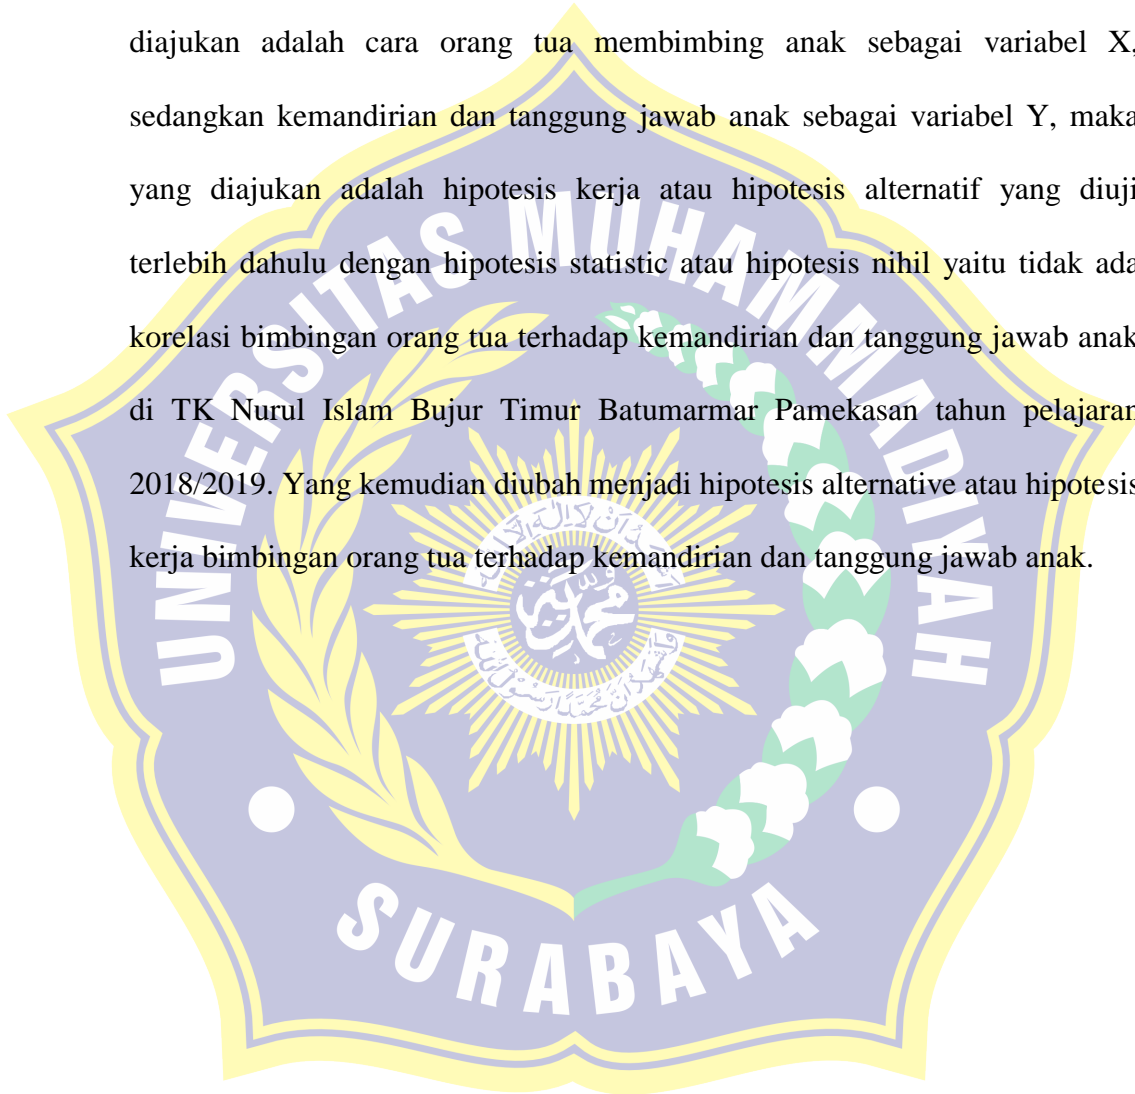 diajukan adalah cara orang tua membimbing anak sebagai variabel X,
sedangkan kemandirian dan tanggung jawab anak sebagai variabel Y, maka
yang diajukan adalah hipotesis kerja atau hipotesis alternatif yang diuji
terlebih dahulu dengan hipotesis statistic atau hipotesis nihil yaitu tidak ada
korelasi bimbingan orang tua terhadap kemandirian dan tanggung jawab anak
di TK Nurul Islam Bujur Timur Batumarmar Pamekasan tahun pelajaran
2018/2019. Yang kemudian diubah menjadi hipotesis alternative atau hipotesis
kerja bimbingan orang tua terhadap kemandirian dan tanggung jawab anak.
UNIVERSITAS MUHAMMADIYAH
محمد
SURABAYA